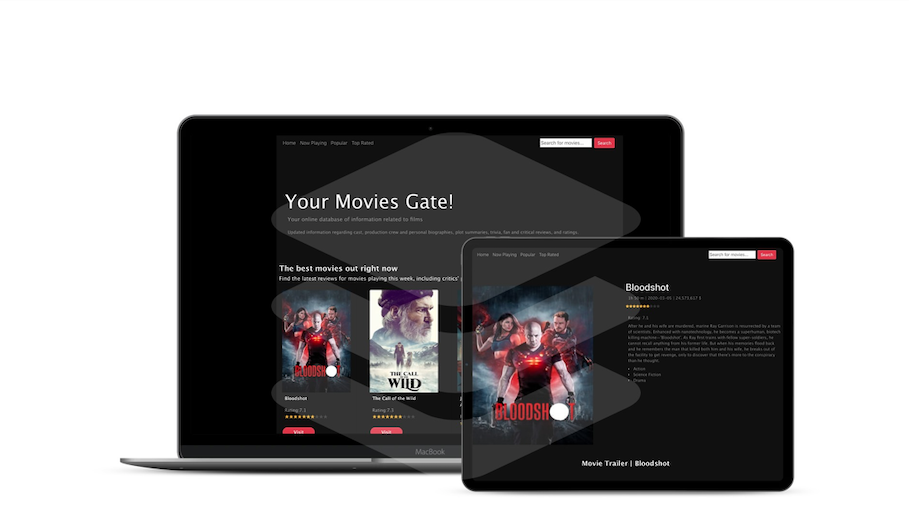 Home Now Playing Popular Top Rated
Search for movies...
Search
Your Movies Gate!
Your online database of information related to films
Updated information regarding cast, production crew and personal biographies, plot summaries, trivia, fan and critical reviews, and ratings.
The best movies out right now
Find the latest reviews for movies playing this week, including critics'
BLOODSHOT
THE CALL
OF THE
WILD
Bloodshot
Rating 7.2
Visit
The Call of the Wild
Rating 7.3
Visit
MacBook
Home Now Playing Popular Top Rated
Search for movies...
Search
BLOODSHOT
Bloodshot
2020-03-05
Rating 7.2
After he and his wife are murdered, marine Ray Garrison is resurrected by a team
of scientists. Enhanced with nanotechnology, he becomes a superhuman, biotech
killing machine - 'Bloodshot'. As Ray first trains with fellow super-soldiers, he
cannot recall anything from his former life. But when his memories flood back
and he remembers the man that killed both him and his wife, he breaks out of
the facility to get revenge, only to discover that there's more to the conspiracy
than he thought.
Action
Science Fiction
Drama
Movie Trailer | Bloodshot